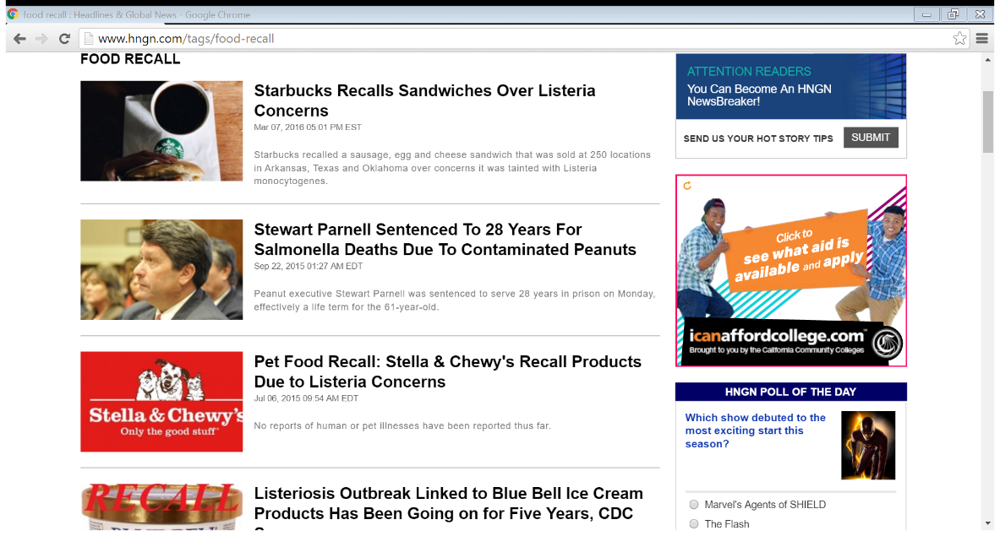 food recall : Headlines & Global News - Google Chrome
www.hngn.com/tags/food-recall
FOOD RECALL
Starbucks Recalls Sandwiches Over Listeria
Concerns
Mar 07, 2016 05:01 PM EST
Starbucks recalled a sausage, egg and cheese sandwich that was sold at 250 locations
in Arkansas, Texas and Oklahoma over concerns it was tainted with Listeria
monocytogenes.
Stewart Parnell Sentenced To 28 Years For
Salmonella Deaths Due To Contaminated Peanuts
Sep 22, 2015 01:27 AM EDT
Peanut executive Stewart Parnell was sentenced to serve 28 years in prison on Monday,
effectively a life term for the 61-year-old.
Stella & Chewy's
Only the good stuff
Pet Food Recall: Stella & Chewy's Recall Products
Due to Listeria Concerns
Jul 06, 2015 09:54 AM EDT
No reports of human or pet illnesses have been reported thus far.
RECALL
Listeriosis Outbreak Linked to Blue Bell Ice Cream
Products Has Been Going on for Five Years, CDC
ATTENTION READERS
You Can Become An HNGN
NewsBreaker!
SEND US YOUR HOT STORY TIPS
SUBMIT
Click to
see what aid is
available and apply
icanaffordcollege.com
Brought to you by the California Community Colleges
HNGN POLL OF THE DAY
Which show debuted to the
most exciting start this
season?
Marvel's Agents of SHIELD
The Flash